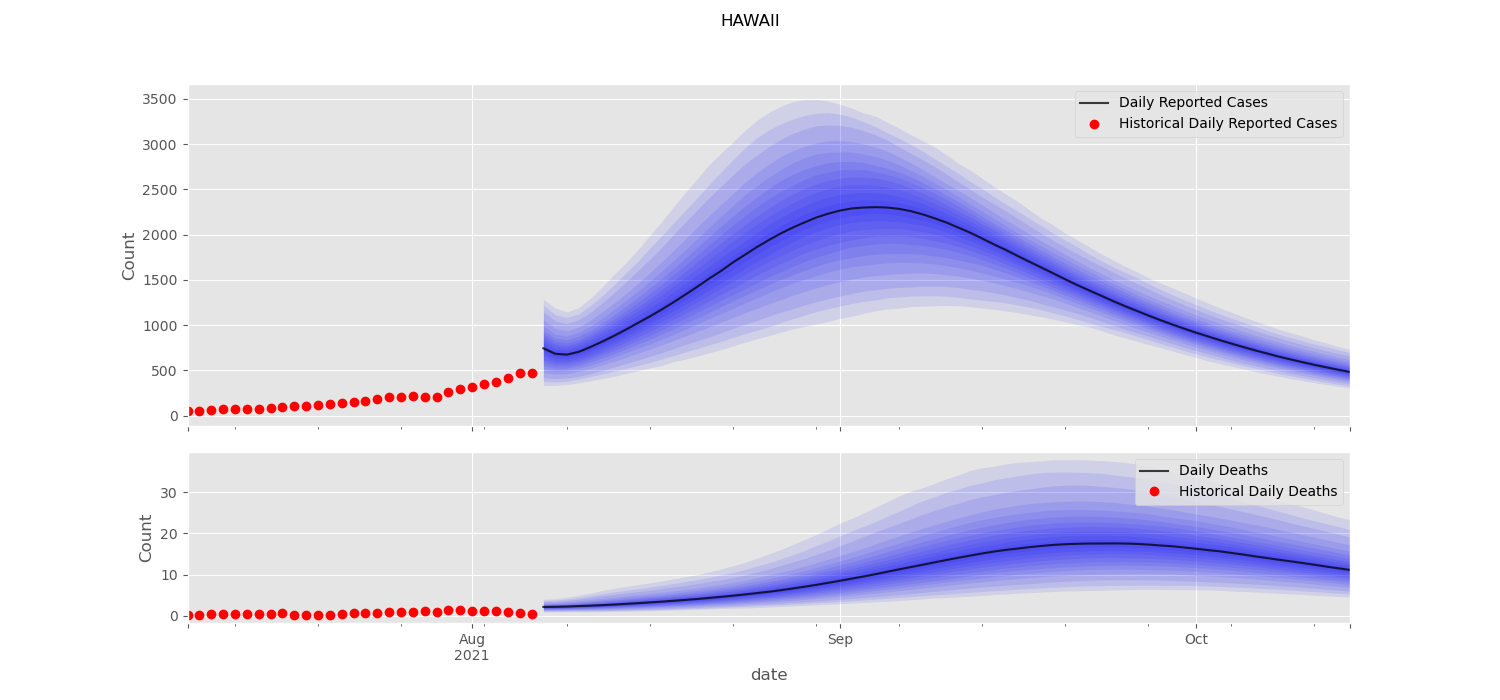 HAWAII
3500
3000
2500
2000
1500
1000
500
0
Count
Daily Reported Cases
Historical Daily Reported Cases
30
20
10
0
Count
Daily Deaths
Historical Daily Deaths
Aug
2021
Sep
Oct
date